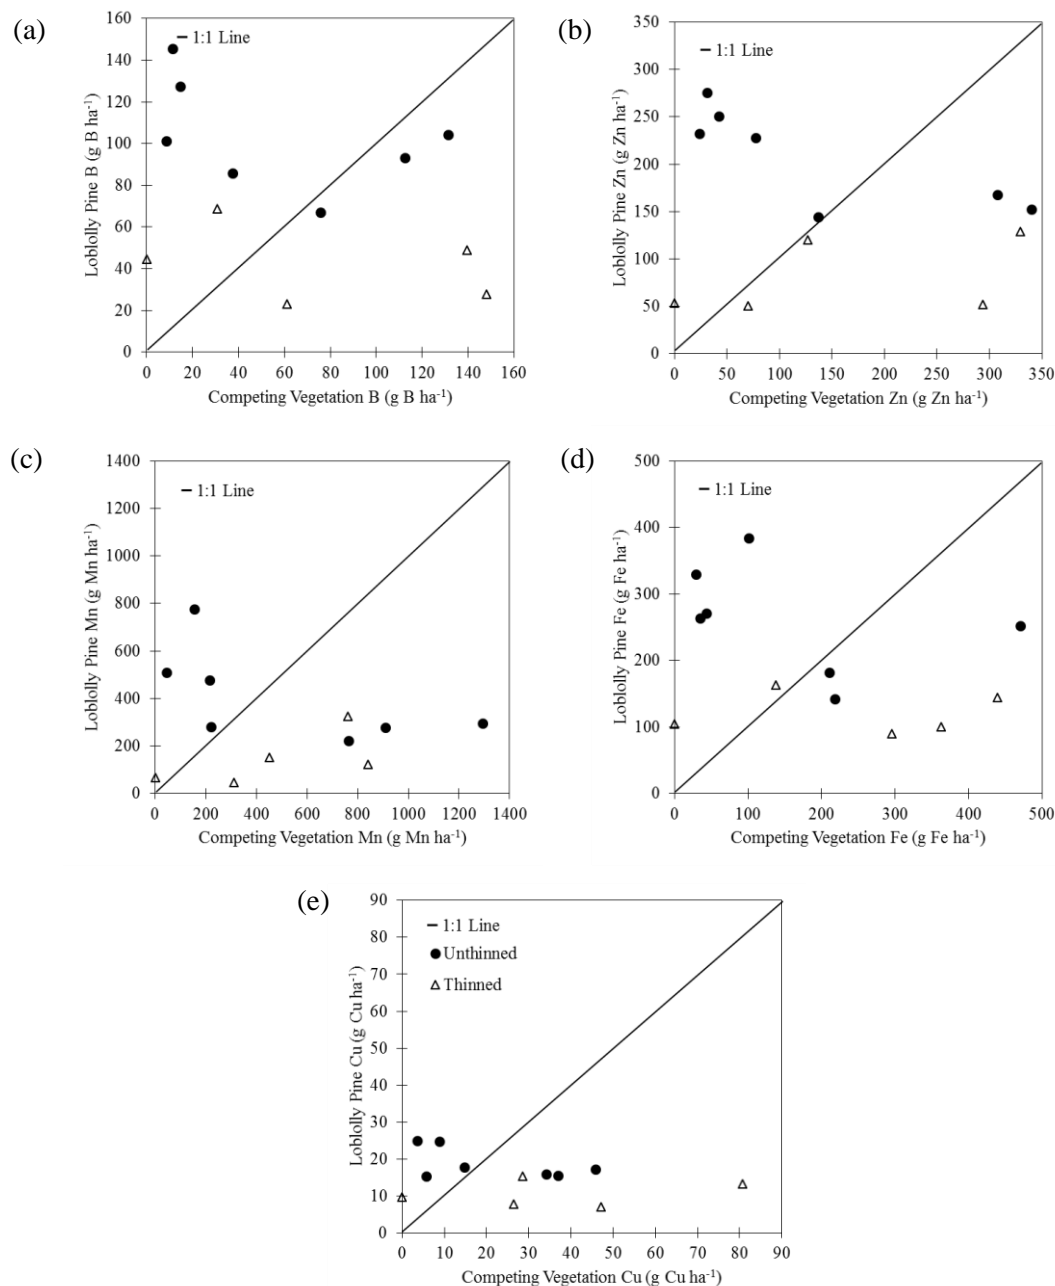 (a)
160
140
120
100
80
60
40
20
0
Loblolly Pine B (g B ha⁻¹)
1:1 Line
0 20 40 60 80 100 120 140 160
Competing Vegetation B (g B ha⁻¹)
(b)
350
300
250
200
150
100
50
0
Loblolly Pine Zn (g Zn ha⁻¹)
1:1 Line
0 50 100 150 200 250 300 350
Competing Vegetation Zn (g Zn ha⁻¹)
(c)
1400
1200
1000
800
600
400
200
0
Loblolly Pine Mn (g Mn ha⁻¹)
1:1 Line
0 200 400 600 800 1000 1200 1400
Competing Vegetation Mn (g Mn ha⁻¹)
(d)
500
400
300
200
100
0
Loblolly Pine Fe (g Fe ha⁻¹)
1:1 Line
0 100 200 300 400 500
Competing Vegetation Fe (g Fe ha⁻¹)
(e)
90
80
70
60
50
40
30
20
10
0
Loblolly Pine Cu (g Cu ha⁻¹)
1:1 Line
Unthinned
Thinned
0 10 20 30 40 50 60 70 80 90
Competing Vegetation Cu (g Cu ha⁻¹)